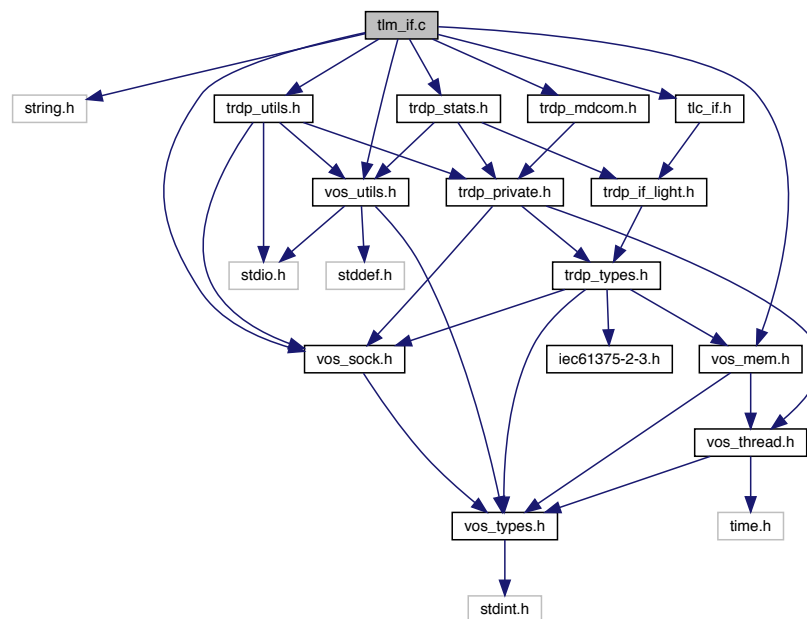 tlm_if.c
string.h
trdp_utils.h
trdp_stats.h
trdp_mdcom.h
tlc_if.h
vos_utils.h
trdp_private.h
trdp_if_light.h
stdio.h
stddef.h
trdp_types.h
vos_sock.h
iec61375-2-3.h
vos_mem.h
vos_thread.h
vos_types.h
time.h
stdint.h